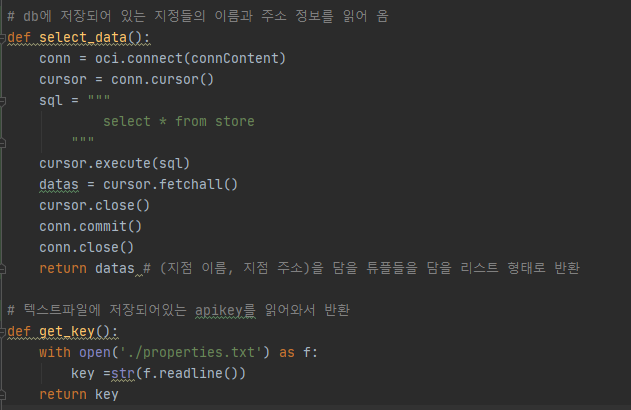 # db에 저장되어 있는 지정들의 이름과 주소 정보를 읽어 옴
def select_data():
    conn = oci.connect(connContent)
    cursor = conn.cursor()
    sql = """
            select * from store
        """
    cursor.execute(sql)
    datas = cursor.fetchall()
    cursor.close()
    conn.commit()
    conn.close()
    return datas # (지점 이름, 지점 주소)을 담을 튜플들을 담을 리스트 형태로 반환
# 텍스트파일에 저장되어있는 apikey를 읽어와서 반환
def get_key():
    with open('./properties.txt') as f:
        key =str(f.readline())
    return key